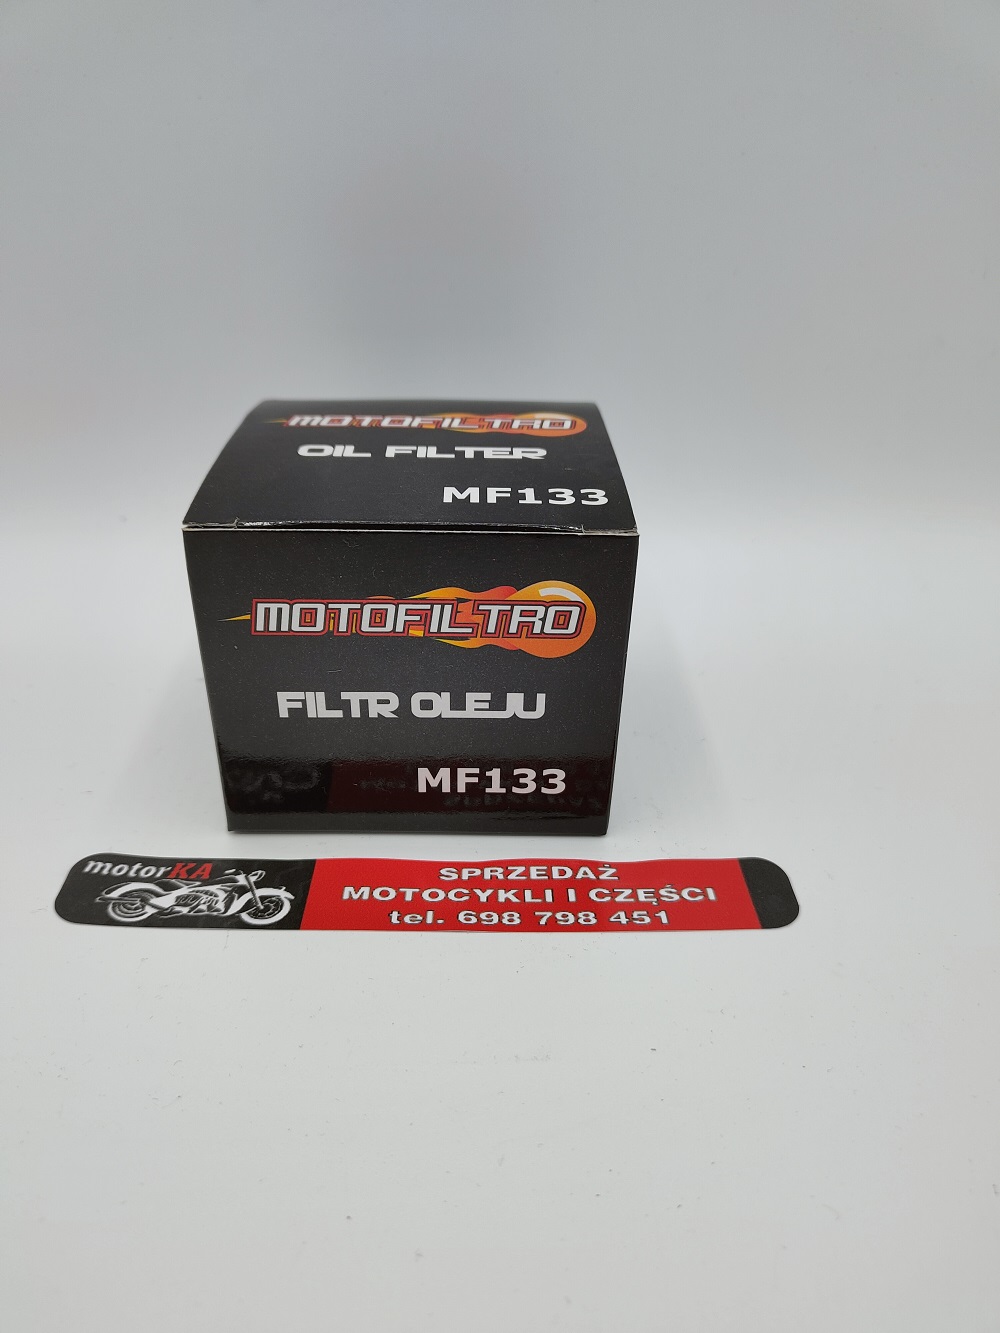 MOTOFILTRO
OIL FILTER
MF133
MOTOFILTRO
FILTR OLEJU
MF133
motorKA
SPRZEDAŻ
MOTOCYKLI I CZĘŚCI
tel. 698 798 451